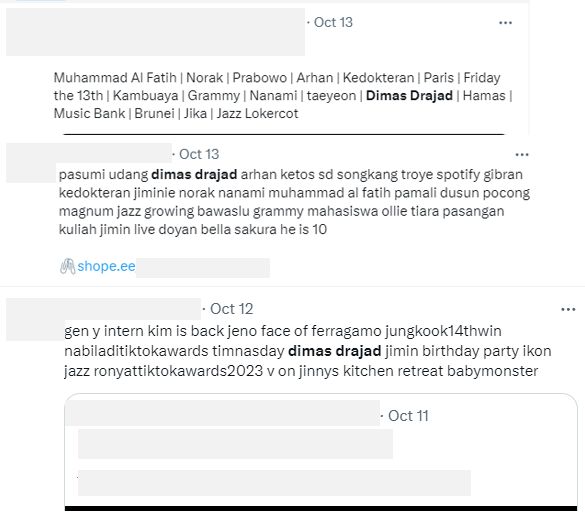 · Oct 13
Muhammad Al Fatih | Norak | Prabowo | Arhan | Kedokteran | Paris | Friday
the 13th | Kambuaya | Grammy | Nanami | taeyeon | Dimas Drajad | Hamas |
Music Bank | Brunei | Jika | Jazz Lokercot
· Oct 13
pasumi udang dimas drajad arhan ketos sd songkang troye spotify gibran
kedokteran jiminie norak nanami muhammad al fatih pamali dusun pocong
magnum jazz growing bawaslu grammy mahasiswa ollie tiara pasangan
kuliah jimin live doyan bella sakura he is 10
shope.ee
· Oct 12
gen y intern kim is back jeno face of ferragamo jungkook14thwin
nabiladitiktokawards timnasday dimas drajad jimin birthday party ikon
jazz ronyattiktokawards2023 v on jinnys kitchen retreat babymonster
· Oct 11